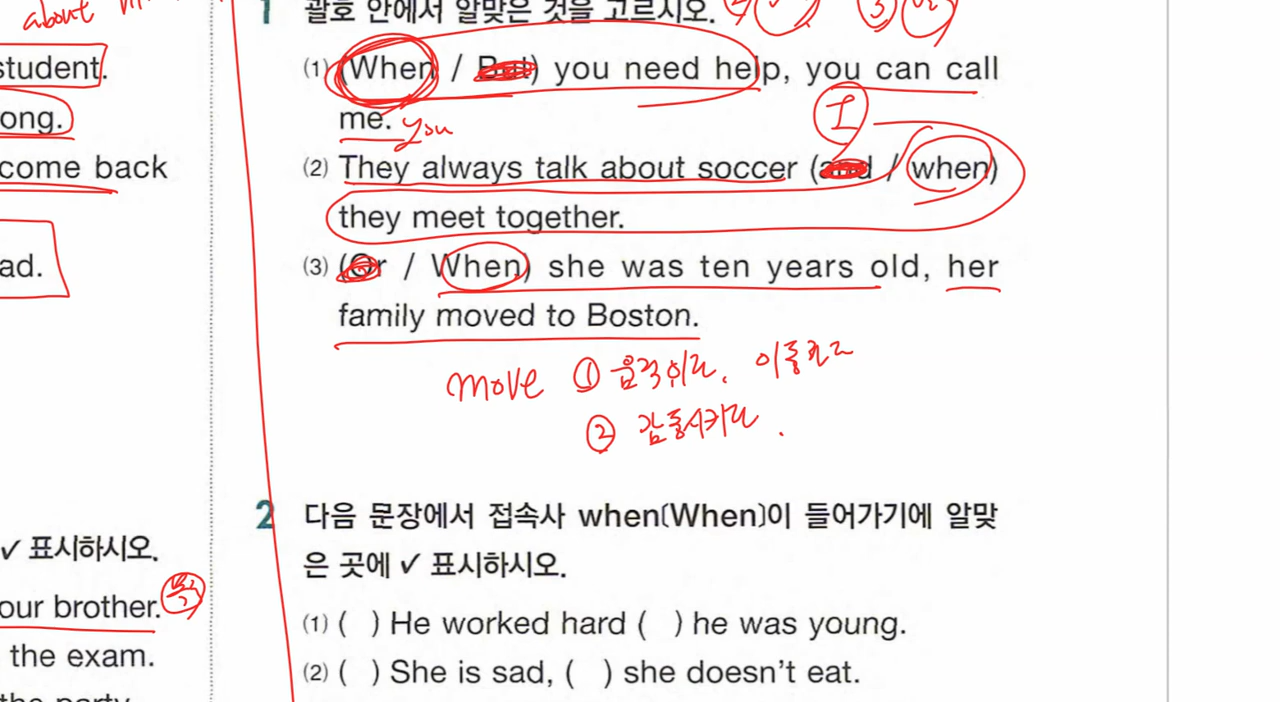 about
student.
ong.
come back
ad.
✓ 표시하시오.
our brother.
the exam.
the party
1 괄호 안에서 알맞은 것을 고르시오.
(1) (When / But) you need help, you can call
me. you
I
(2) They always talk about soccer (and / when)
they meet together.
(3) (Or / When) she was ten years old, her
family moved to Boston.
move ① 움직이다, 이동하다
② 감동시키다.
2 다음 문장에서 접속사 when(When)이 들어가기에 알맞
은 곳에 ✓ 표시하시오.
(1) ( ) He worked hard ( ) he was young.
(2) ( ) She is sad, ( ) she doesn't eat.